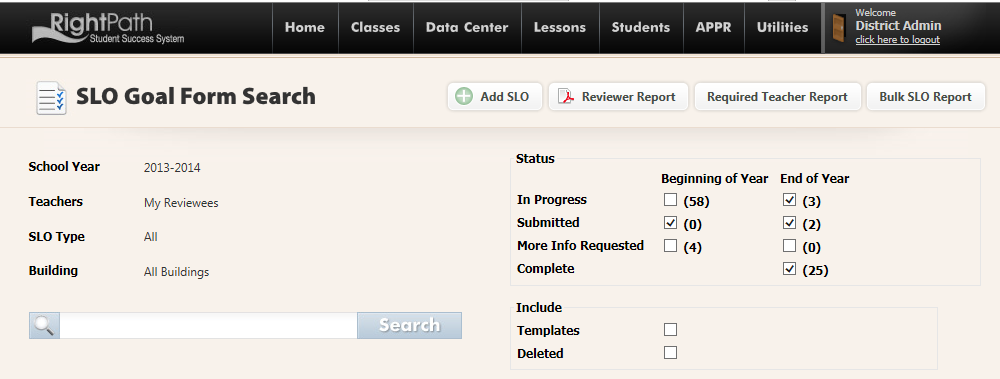 RightPath
Student Success System
Home Classes Data Center Lessons Students APPR Utilities
Welcome
District Admin
click here to logout
SLO Goal Form Search
Add SLO Reviewer Report Required Teacher Report Bulk SLO Report
School Year 2013-2014
Teachers My Reviewees
SLO Type All
Building All Buildings
Search
Status
Beginning of Year End of Year
In Progress (58) (3)
Submitted (0) (2)
More Info Requested (4) (0)
Complete (25)
Include
Templates
Deleted